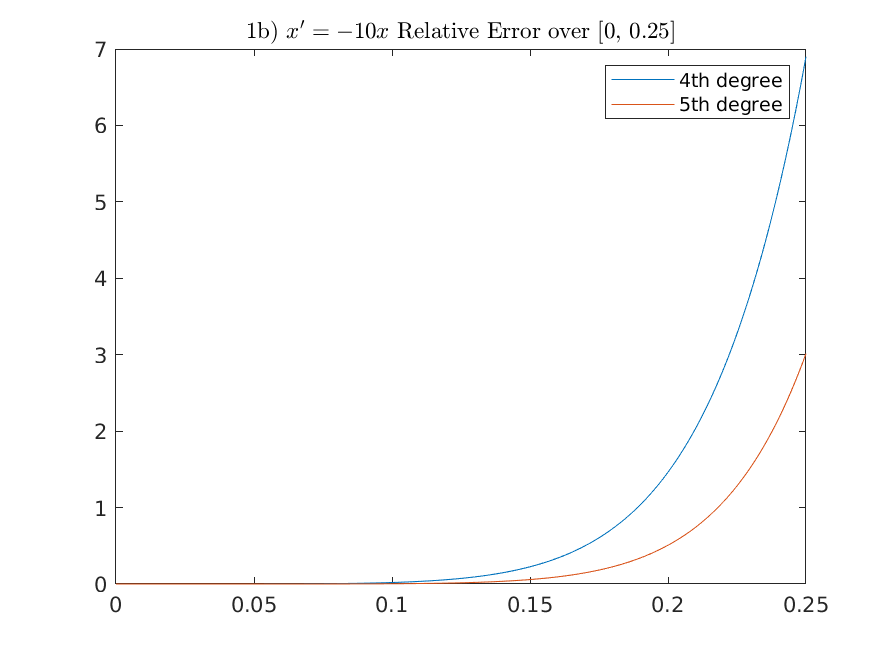 1b) x′ = −10x Relative Error over [0, 0.25]
7
4th degree
5th degree
6
5
4
3
2
1
0
0 0.05 0.1 0.15 0.2 0.25